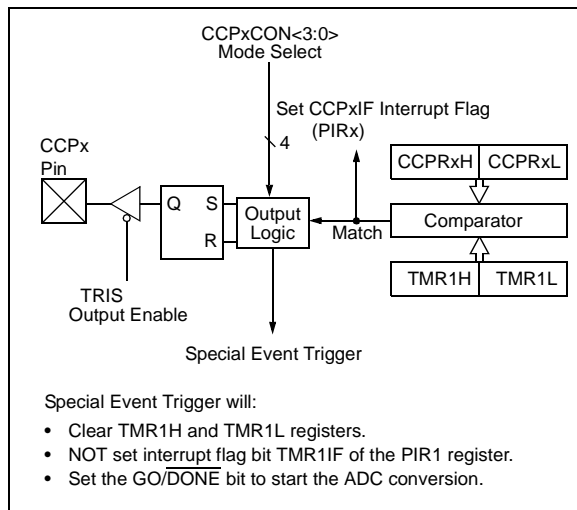 CCPxCON<3:0>
Mode Select
Set CCPxIF Interrupt Flag
(PIRx)
4
CCPx
Pin
CCPRxH CCPRxL
Q S
R
Output
Logic
Match
Comparator
TRIS
Output Enable
TMR1H TMR1L
Special Event Trigger
Special Event Trigger will:
• Clear TMR1H and TMR1L registers.
• NOT set interrupt flag bit TMR1IF of the PIR1 register.
• Set the GO/D̅O̅N̅E̅ bit to start the ADC conversion.